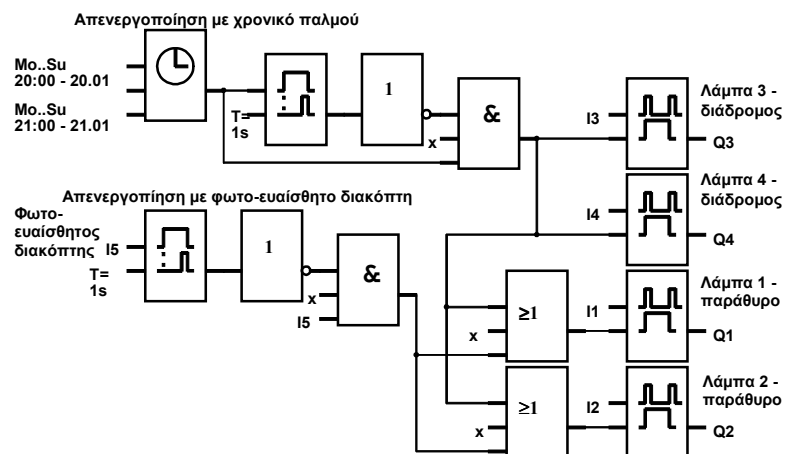 Απενεργοποίηση με χρονικό παλμού
Mo..Su
20:00 - 20.01
Mo..Su
21:00 - 21.01
T=
1s
1
x
&
I3
Λάμπα 3 -
διάδρομος
Q3
I4
Λάμπα 4 -
διάδρομος
Q4
Απενεργοπίηση με φωτο-ευαίσθητο διακόπτη
Φωτο-
ευαίσθητος
διακόπτης
I5
T=
1s
1
x
I5
&
≥1
x
I1
Λάμπα 1 -
παράθυρο
Q1
≥1
x
I2
Λάμπα 2 -
παράθυρο
Q2